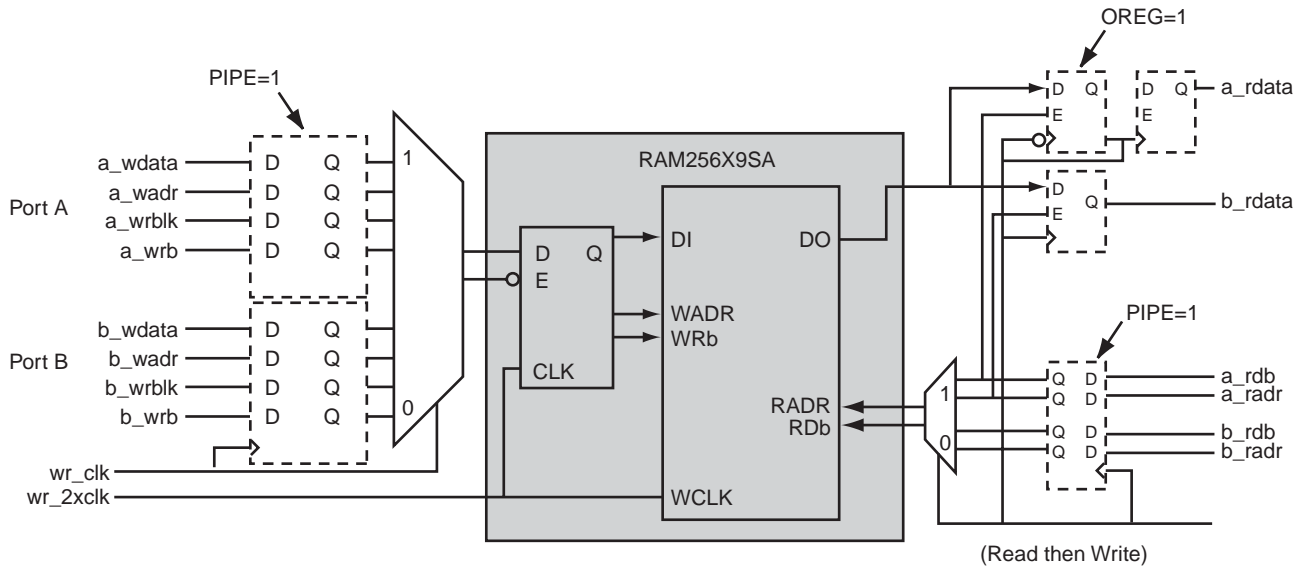 OREG=1
PIPE=1
D Q D Q a_rdata
E E
Port A
a_wdata D Q 1
a_wadr D Q
a_wrblk D Q
a_wrb D Q
RAM256X9SA
D Q b_rdata
E
D Q DI DO
E
WADR
WRb
CLK
Port B
b_wdata D Q
b_wadr D Q
b_wrblk D Q
b_wrb D Q 0
PIPE=1
RADR
RDb
1 Q D a_rdb
Q D a_radr
Q D b_rdb
0 Q D b_radr
wr_clk
wr_2xclk WCLK
(Read then Write)